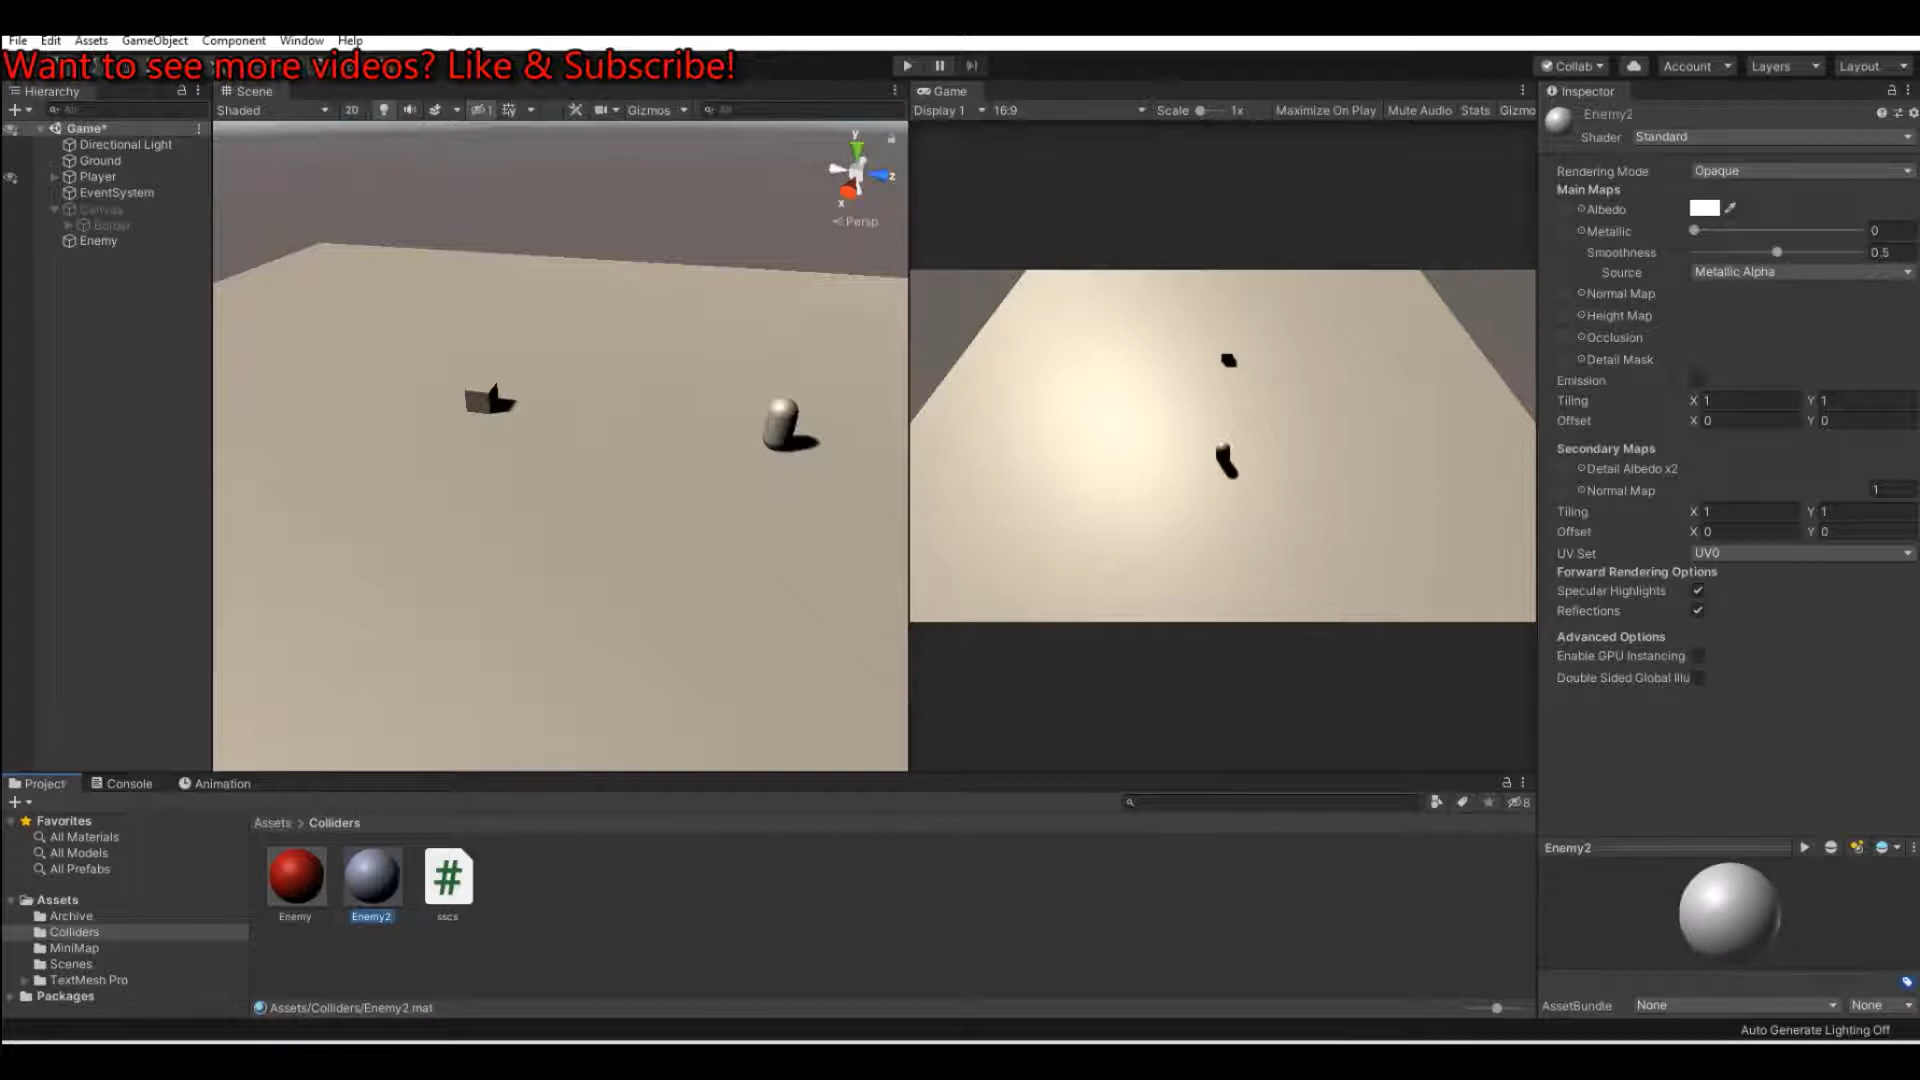 File Edit Assets GameObject Component Window Help
Want to see more videos? Like & Subscribe!
Collab Account Layers Layout
Hierarchy
All
Game*
Directional Light
Ground
Player
EventSystem
Canvas
Border
Enemy
Scene
Shaded 2D 1 Gizmos All
y
z
x
Persp
Game
Display 1 16:9 Scale 1x Maximize On Play Mute Audio Stats Gizmo
Inspector
Enemy2
Shader Standard
Rendering Mode Opaque
Main Maps
Albedo
Metallic 0
Smoothness 0.5
Source Metallic Alpha
Normal Map
Height Map
Occlusion
Detail Mask
Emission
Tiling X 1 Y 1
Offset X 0 Y 0
Secondary Maps
Detail Albedo x2
Normal Map 1
Tiling X 1 Y 1
Offset X 0 Y 0
UV Set UV0
Forward Rendering Options
Specular Highlights
Reflections
Advanced Options
Enable GPU Instancing
Double Sided Global Illu
Project Console Animation
8
Favorites
All Materials
All Models
All Prefabs
Assets
Archive
Colliders
MiniMap
Scenes
TextMesh Pro
Packages
Assets > Colliders
#
Enemy Enemy2 sscs
Assets/Colliders/Enemy2.mat
Enemy2
AssetBundle None None
Auto Generate Lighting Off